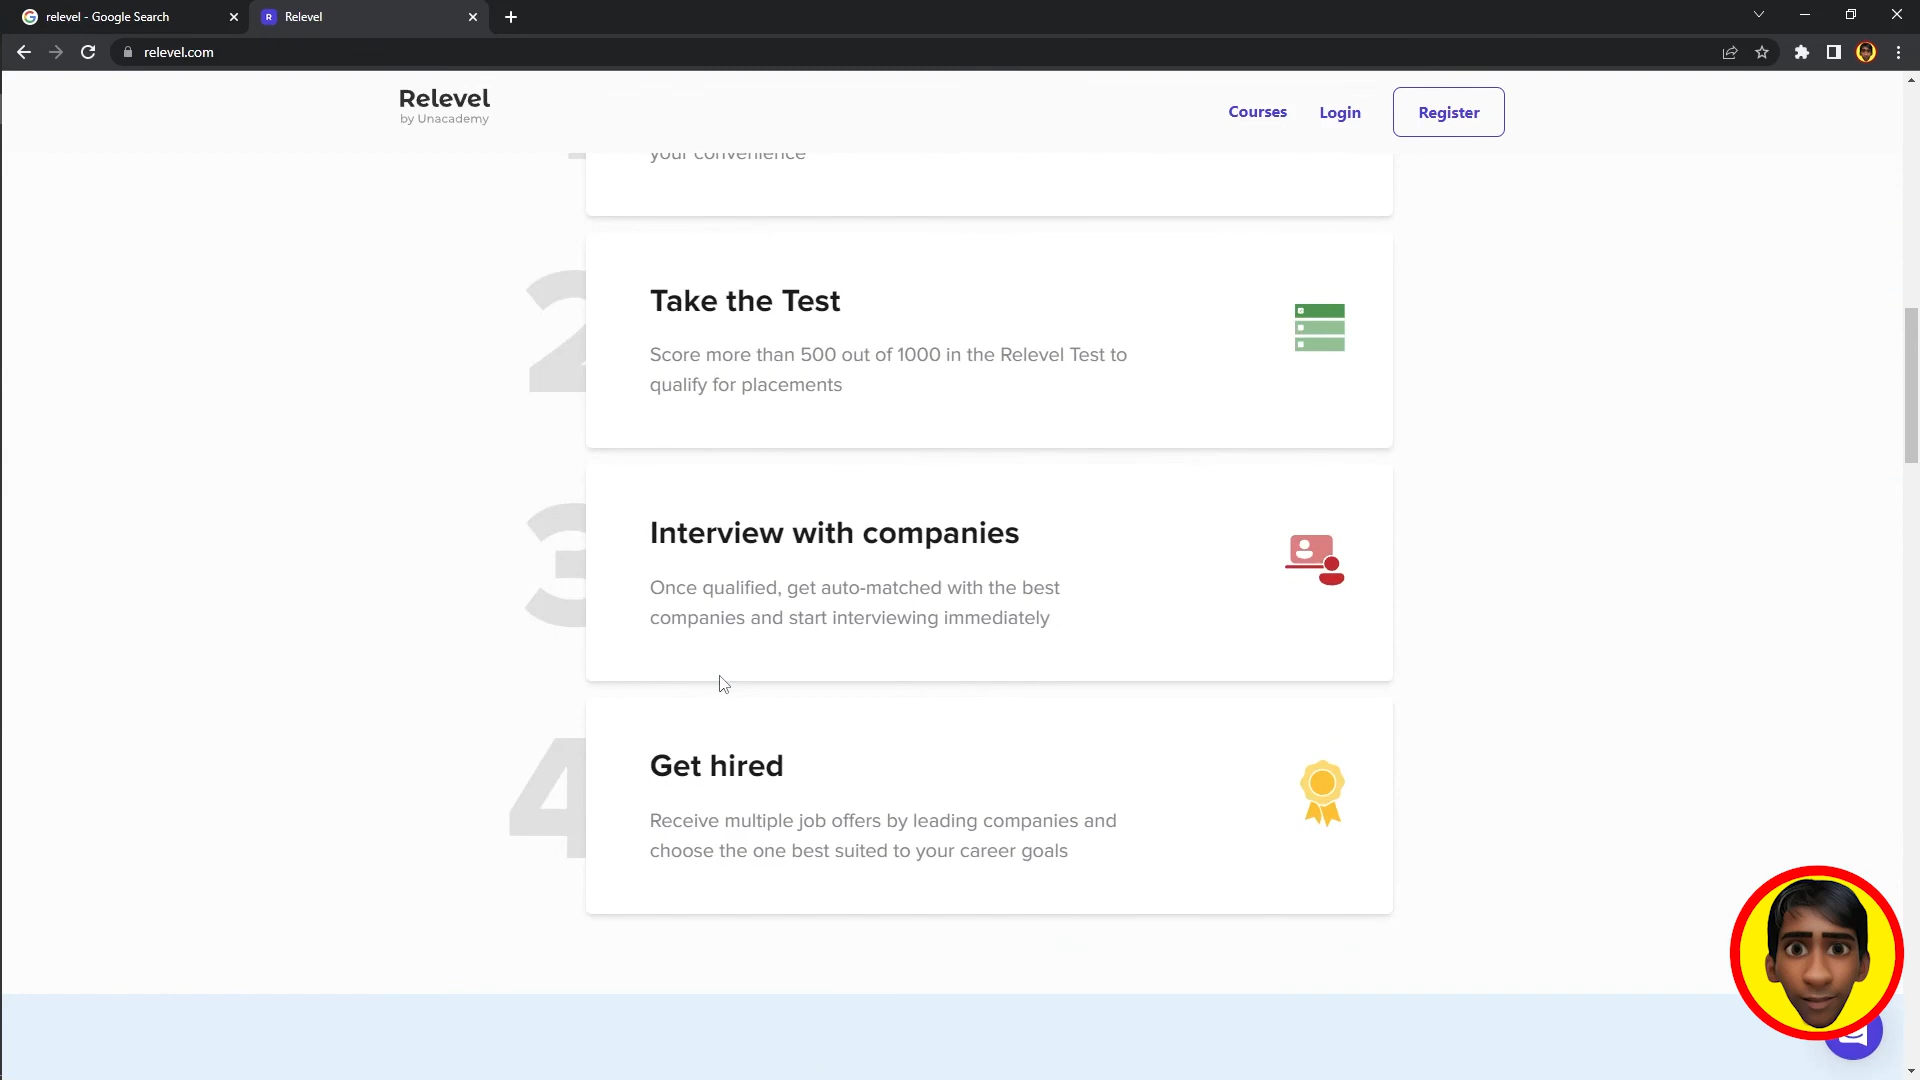 relevel - Google Search
Relevel
relevel.com
Relevel
by Unacademy
Courses
Login
Register
your convenience
2
Take the Test
Score more than 500 out of 1000 in the Relevel Test to
qualify for placements
3
Interview with companies
Once qualified, get auto-matched with the best
companies and start interviewing immediately
4
Get hired
Receive multiple job offers by leading companies and
choose the one best suited to your career goals